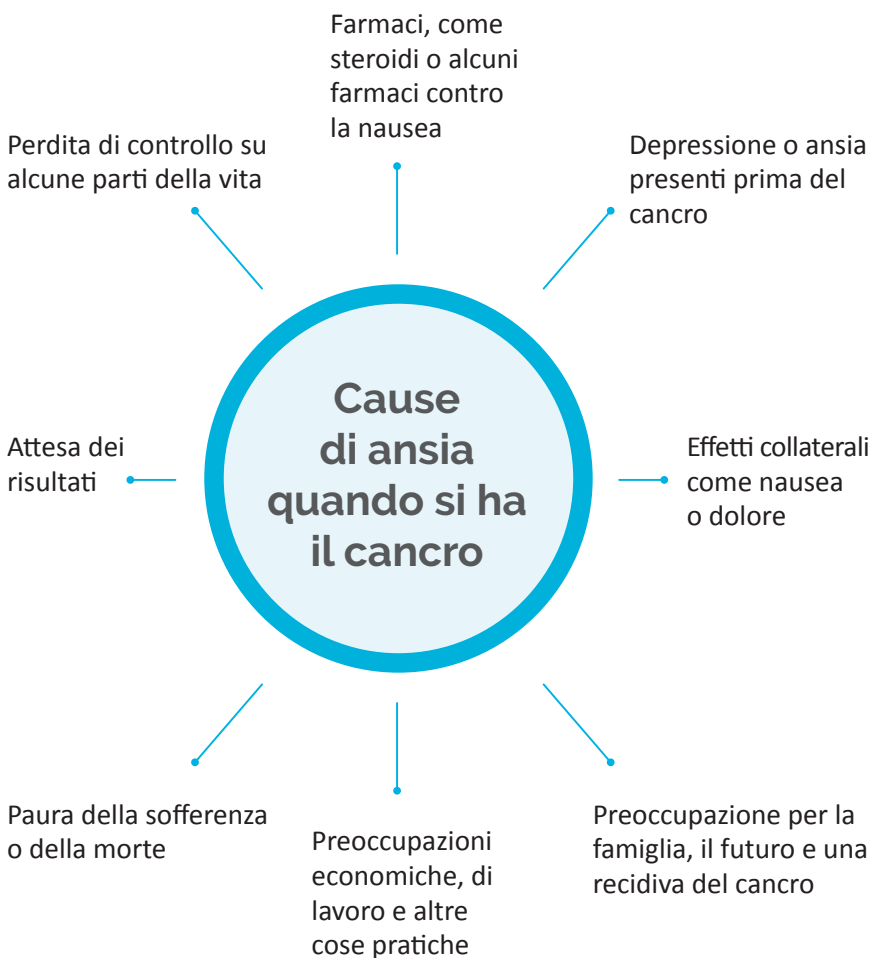 Farmaci, come
steroidi o alcuni
farmaci contro
la nausea
Perdita di controllo su
alcune parti della vita
Depressione o ansia
presenti prima del
cancro
Cause
di ansia
quando si ha
il cancro
Attesa dei
risultati
Effetti collaterali
come nausea
o dolore
Paura della sofferenza
o della morte
Preoccupazioni
economiche, di
lavoro e altre
cose pratiche
Preoccupazione per la
famiglia, il futuro e una
recidiva del cancro